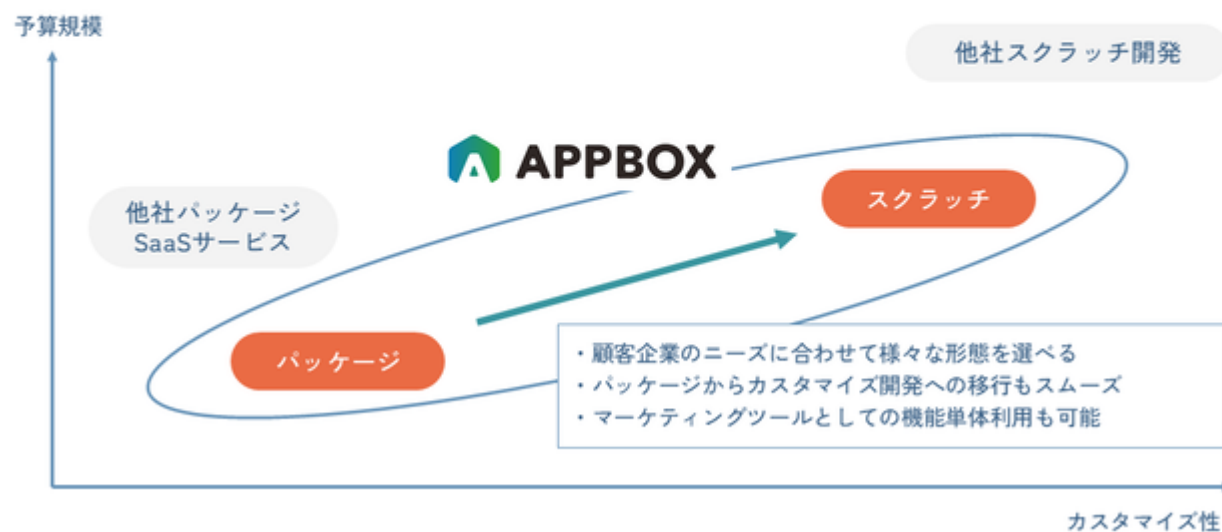 予算規模
他社スクラッチ開発
APPBOX
スクラッチ
他社パッケージ
SaaSサービス
パッケージ
・顧客企業のニーズに合わせて様々な形態を選べる
・パッケージからカスタマイズ開発への移行もスムーズ
・マーケティングツールとしての機能単体利用も可能
カスタマイズ性